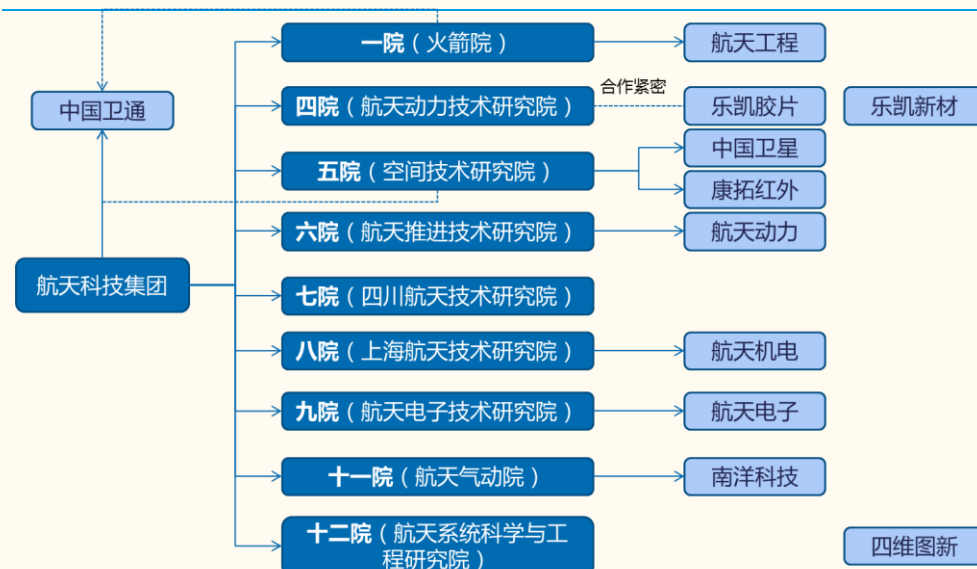 一院（火箭院）
航天工程
中国卫通
四院（航天动力技术研究院）
合作紧密
乐凯胶片
乐凯新材
五院（空间技术研究院）
中国卫星
康拓红外
六院（航天推进技术研究院）
航天动力
航天科技集团
七院（四川航天技术研究院）
八院（上海航天技术研究院）
航天机电
九院（航天电子技术研究院）
航天电子
十一院（航天气动院）
南洋科技
十二院（航天系统科学与工
程研究院）
四维图新